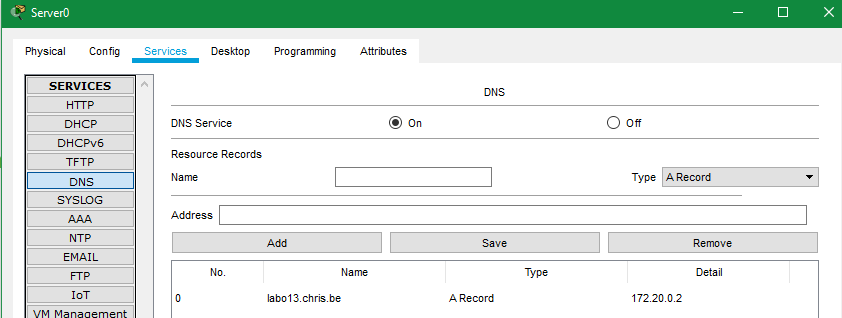 Server0
Physical Config Services Desktop Programming Attributes
SERVICES
HTTP
DHCP
DHCPv6
TFTP
DNS
SYSLOG
AAA
NTP
EMAIL
FTP
IoT
VM Management
DNS
DNS Service On Off
Resource Records
Name Type A Record
Address
Add Save Remove
No. Name Type Detail
0 labo13.chris.be A Record 172.20.0.2